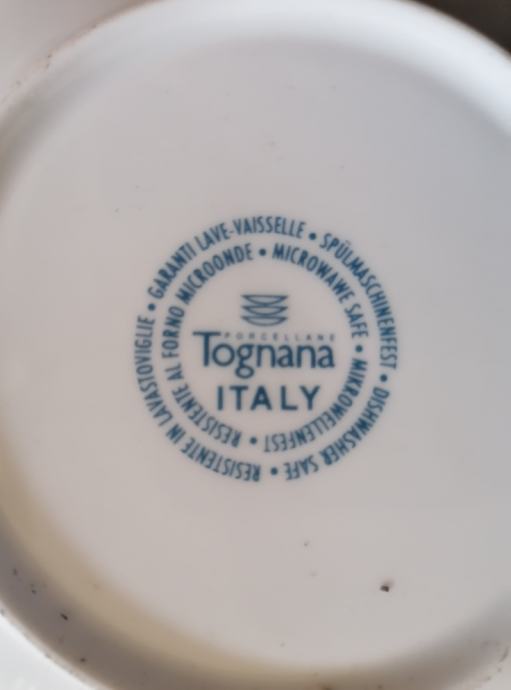 GARANTI LAVE-VAISSELLE • SPÜLMASCHINENFEST • DISHWASHER SAFE • RESISTENTE IN LAVASTOVIGLIE •
RESISTENTE AL FORNO MICROONDE • MICROWAWE SAFE • MIKROWELLENFEST •
PORCELLANE
Tognana
ITALY